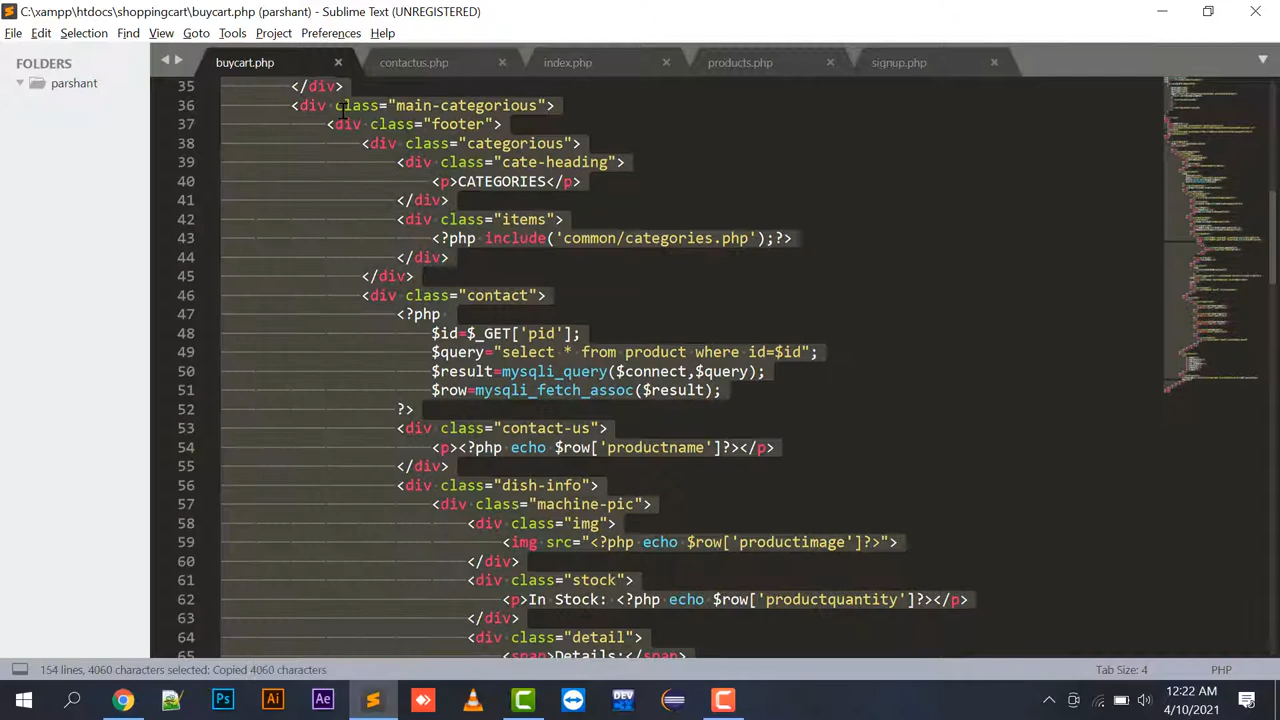 C:\xampp\htdocs\shoppingcart\buycart.php (parshant) - Sublime Text (UNREGISTERED)
File Edit Selection Find View Goto Tools Project Preferences Help
FOLDERS
parshant
buycart.php contactus.php index.php products.php signup.php
35 </div>
36 <div class="main-categorious">
37 <div class="footer">
38 <div class="categorious">
39 <div class="cate-heading">
40 <p>CATEGORIES</p>
41 </div>
42 <div class="items">
43 <?php include('common/categories.php');?>
44 </div>
45 </div>
46 <div class="contact">
47 <?php
48 $id=$_GET['pid'];
49 $query="select * from product where id=$id";
50 $result=mysqli_query($connect,$query);
51 $row=mysqli_fetch_assoc($result);
52 ?>
53 <div class="contact-us">
54 <p><?php echo $row['productname']?></p>
55 </div>
56 <div class="dish-info">
57 <div class="machine-pic">
58 <div class="img">
59 <img src="<?php echo $row['productimage']?>">
60 </div>
61 <div class="stock">
62 <p>In Stock: <?php echo $row['productquantity']?></p>
63 </div>
64 <div class="detail">
65 <span>Details:</span>
154 lines, 4060 characters selected; Copied 4060 characters
Tab Size: 4 PHP
Ps Ai Ae DEV
12:22 AM
4/10/2021